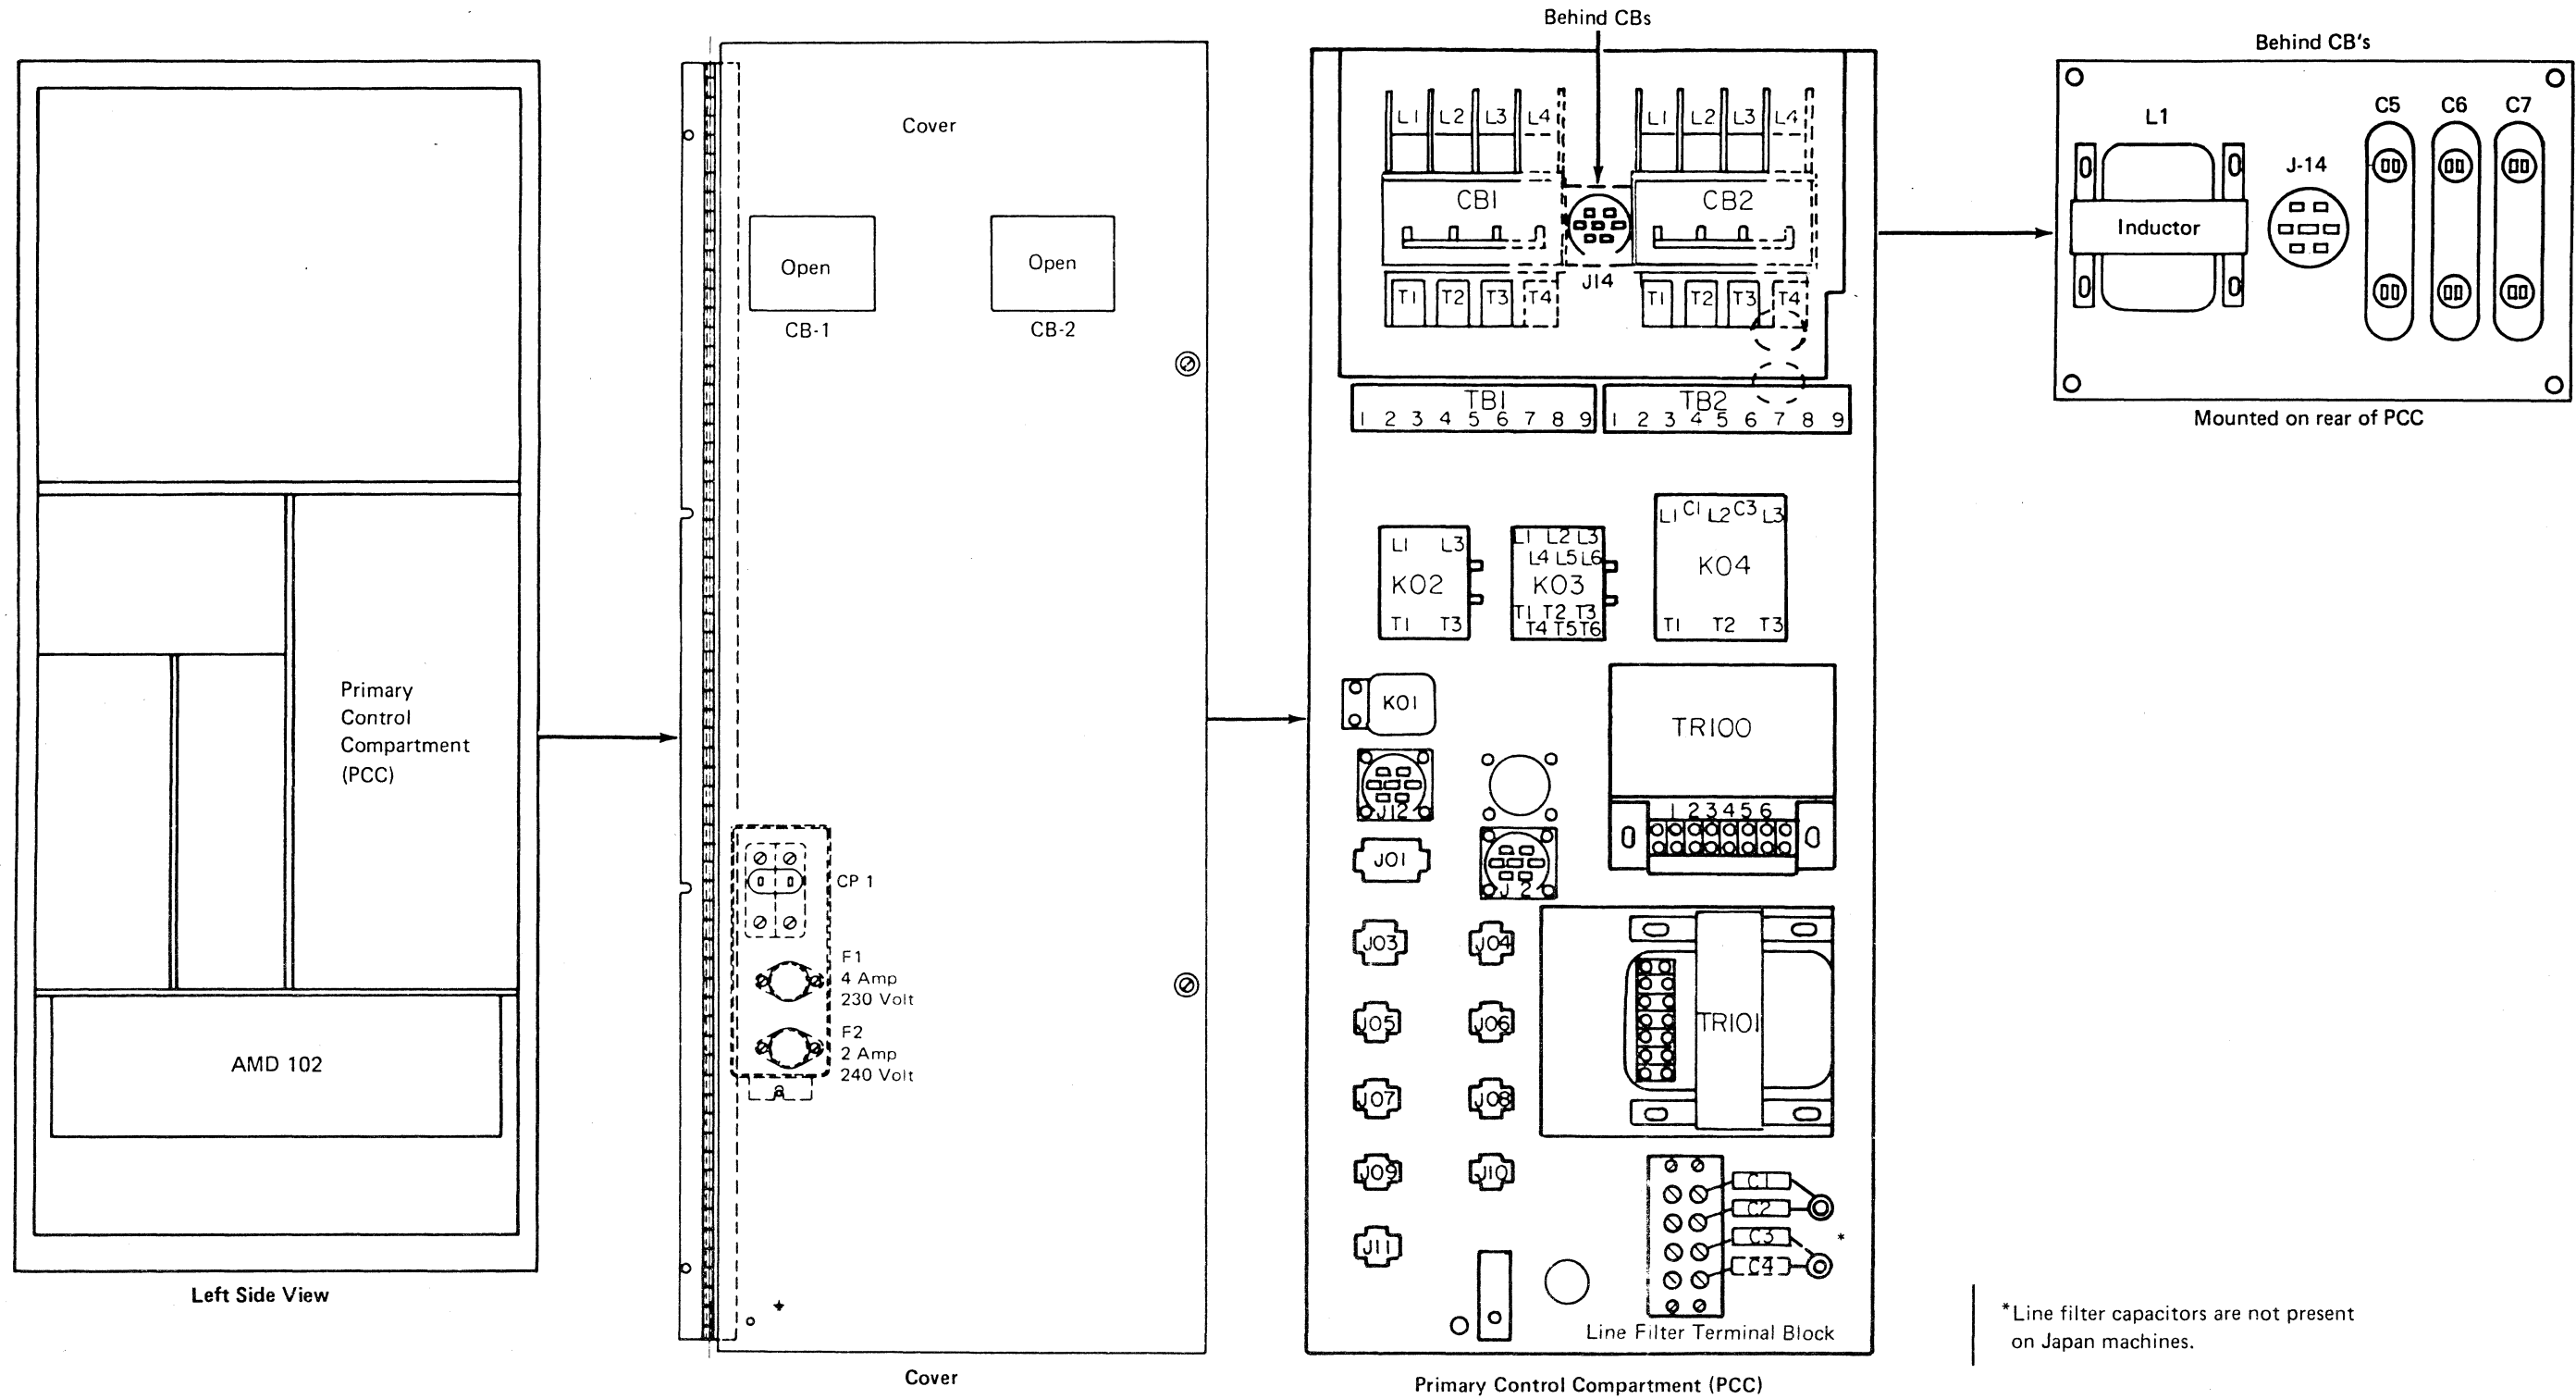 Primary
Control
Compartment
(PCC)
AMD 102
Left Side View
Cover
Open
Open
CB-1
CB-2
CP 1
F1
4 Amp
230 Volt
F2
2 Amp
240 Volt
Cover
Behind CBs
L1 L2 L3 L4
L1 L2 L3 L4
CB1
CB2
J14
T1 T2 T3 T4
T1 T2 T3 T4
TB1
1 2 3 4 5 6 7 8 9
TB2
1 2 3 4 5 6 7 8 9
L1 L3
K02
T1 T3
L1 L2 L3
L4 L5 L6
K03
T1 T2 T3
T4 T5 T6
L1 C1 L2 C3 L3
K04
T1 T2 T3
K01
TR100
1 2 3 4 5 6
J12
J01
J 2
J03
J04
J05
J06
TR101
J07
J08
J09
J10
J11
C1
C2
C3
*
C4
Line Filter Terminal Block
Primary Control Compartment (PCC)
Behind CB's
L1
J-14
C5 C6 C7
Inductor
Mounted on rear of PCC
*Line filter capacitors are not present
on Japan machines.